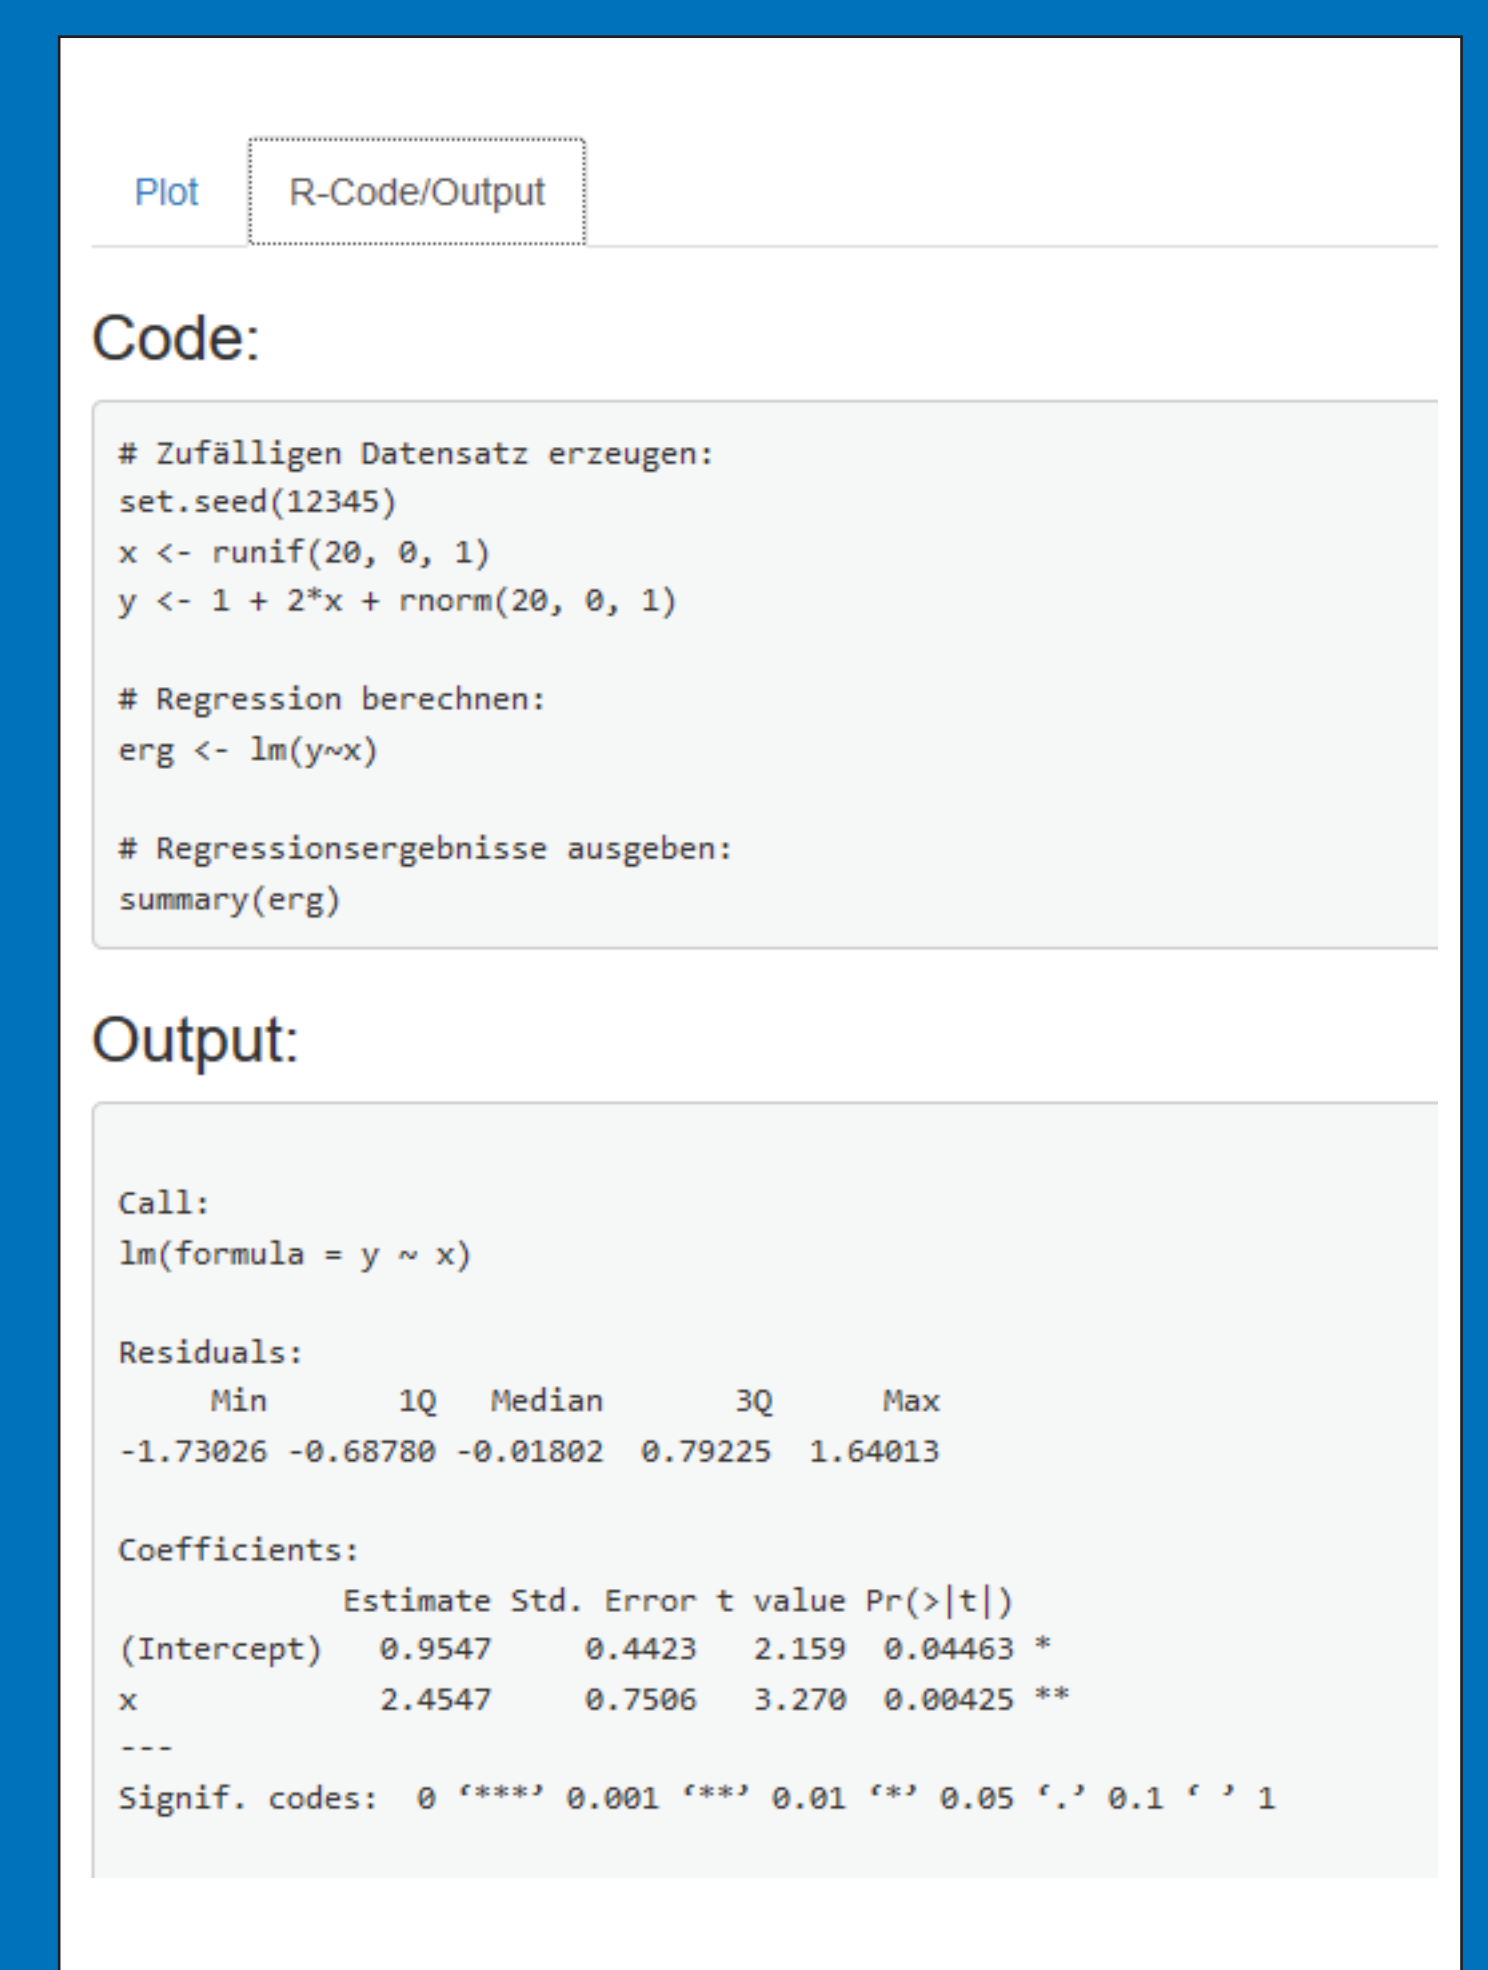 Plot R-Code/Output
Code:
# Zufälligen Datensatz erzeugen:
set.seed(12345)
x <- runif(20, 0, 1)
y <- 1 + 2*x + rnorm(20, 0, 1)
# Regression berechnen:
erg <- lm(y~x)
# Regressionsergebnisse ausgeben:
summary(erg)
Output:
Call:
lm(formula = y ~ x)
Residuals:
     Min       1Q   Median       3Q      Max
-1.73026 -0.68780 -0.01802  0.79225  1.64013
Coefficients:
            Estimate Std. Error t value Pr(>|t|)
(Intercept)   0.9547     0.4423   2.159  0.04463 *
x             2.4547     0.7506   3.270  0.00425 **
---
Signif. codes:  0 ‘***’ 0.001 ‘**’ 0.01 ‘*’ 0.05 ‘.’ 0.1 ‘ ’ 1